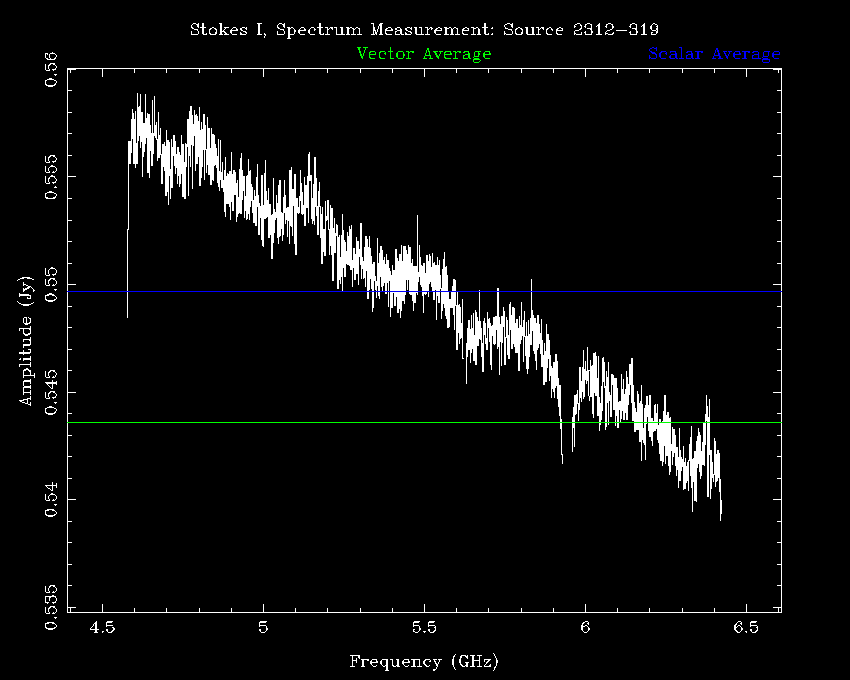 Stokes I, Spectrum Measurement: Source 2312−319
Vector Average Scalar Average
0.56
0.555
0.55
0.545
0.54
0.535
Amplitude (Jy)
4.5 5 5.5 6 6.5
Frequency (GHz)